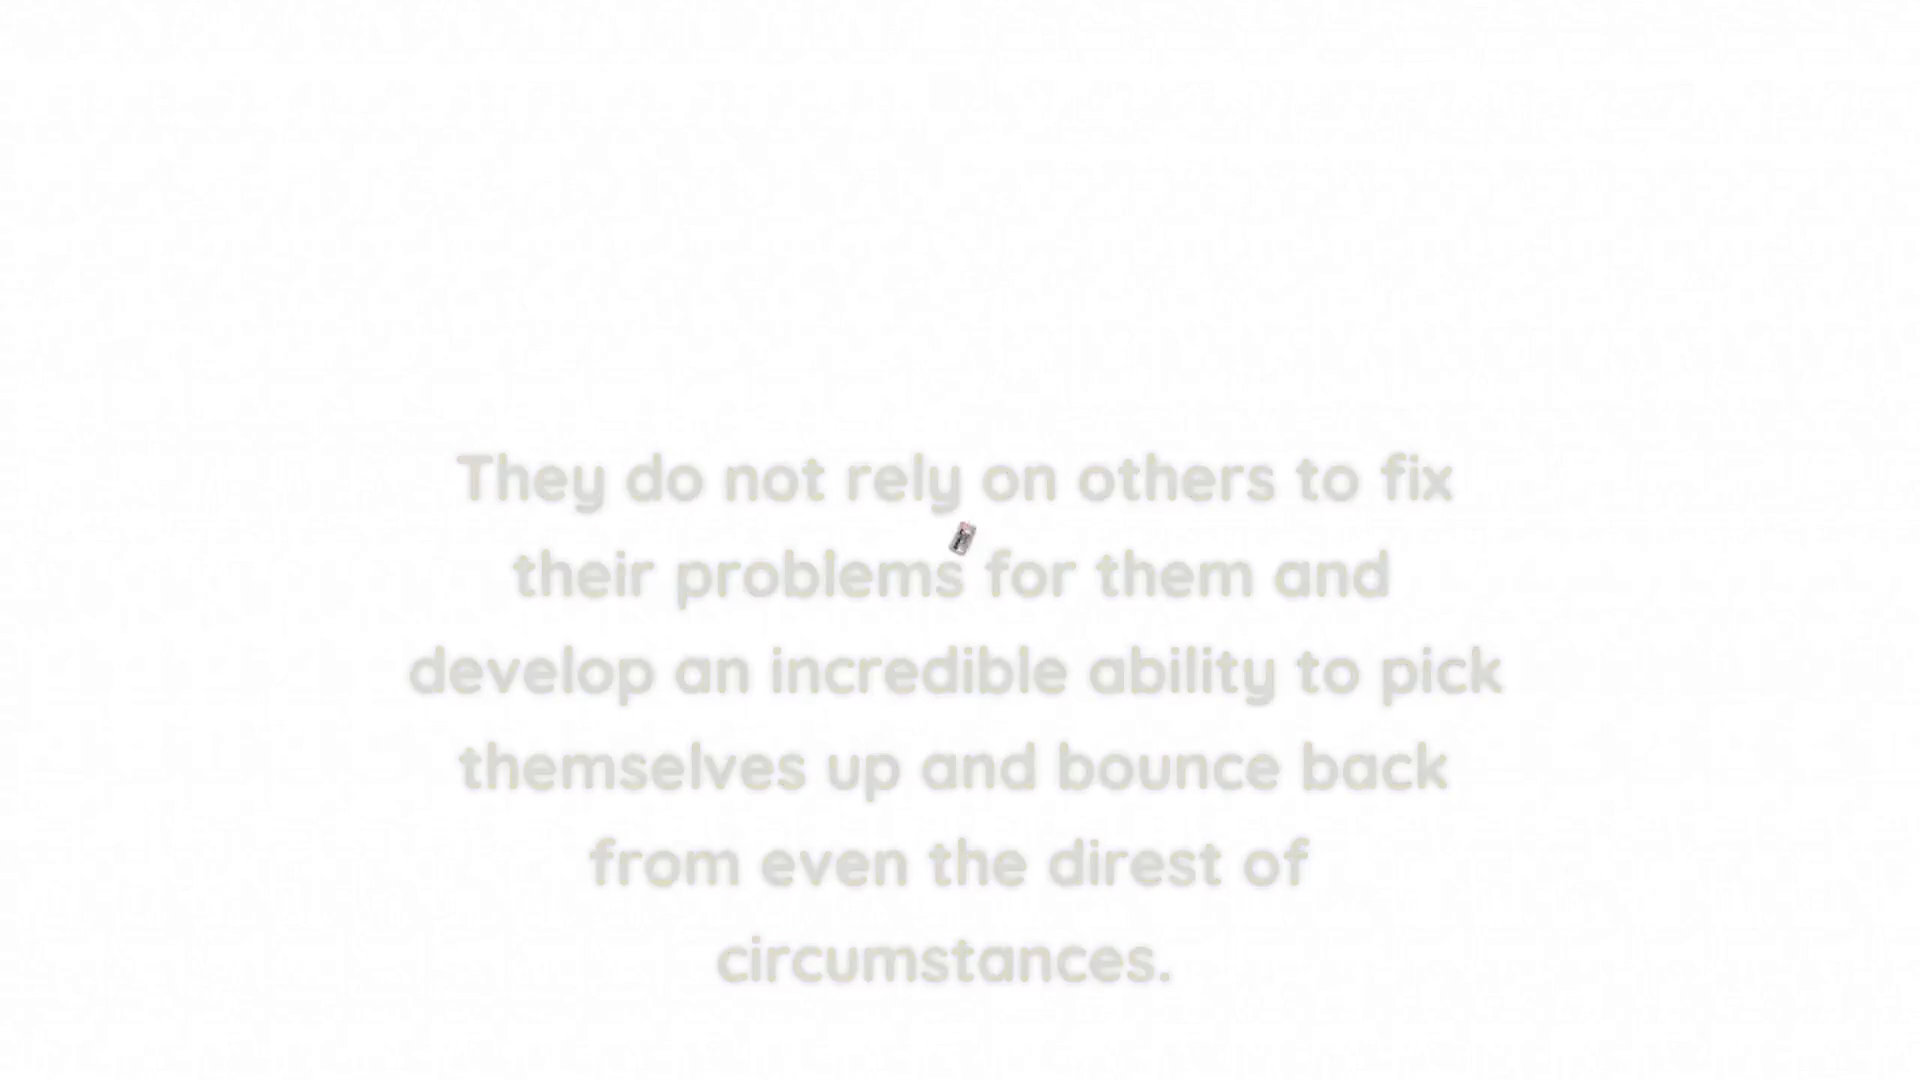 They do not rely on others to fix
their problems for them and
develop an incredible ability to pick
themselves up and bounce back
from even the direst of
circumstances.